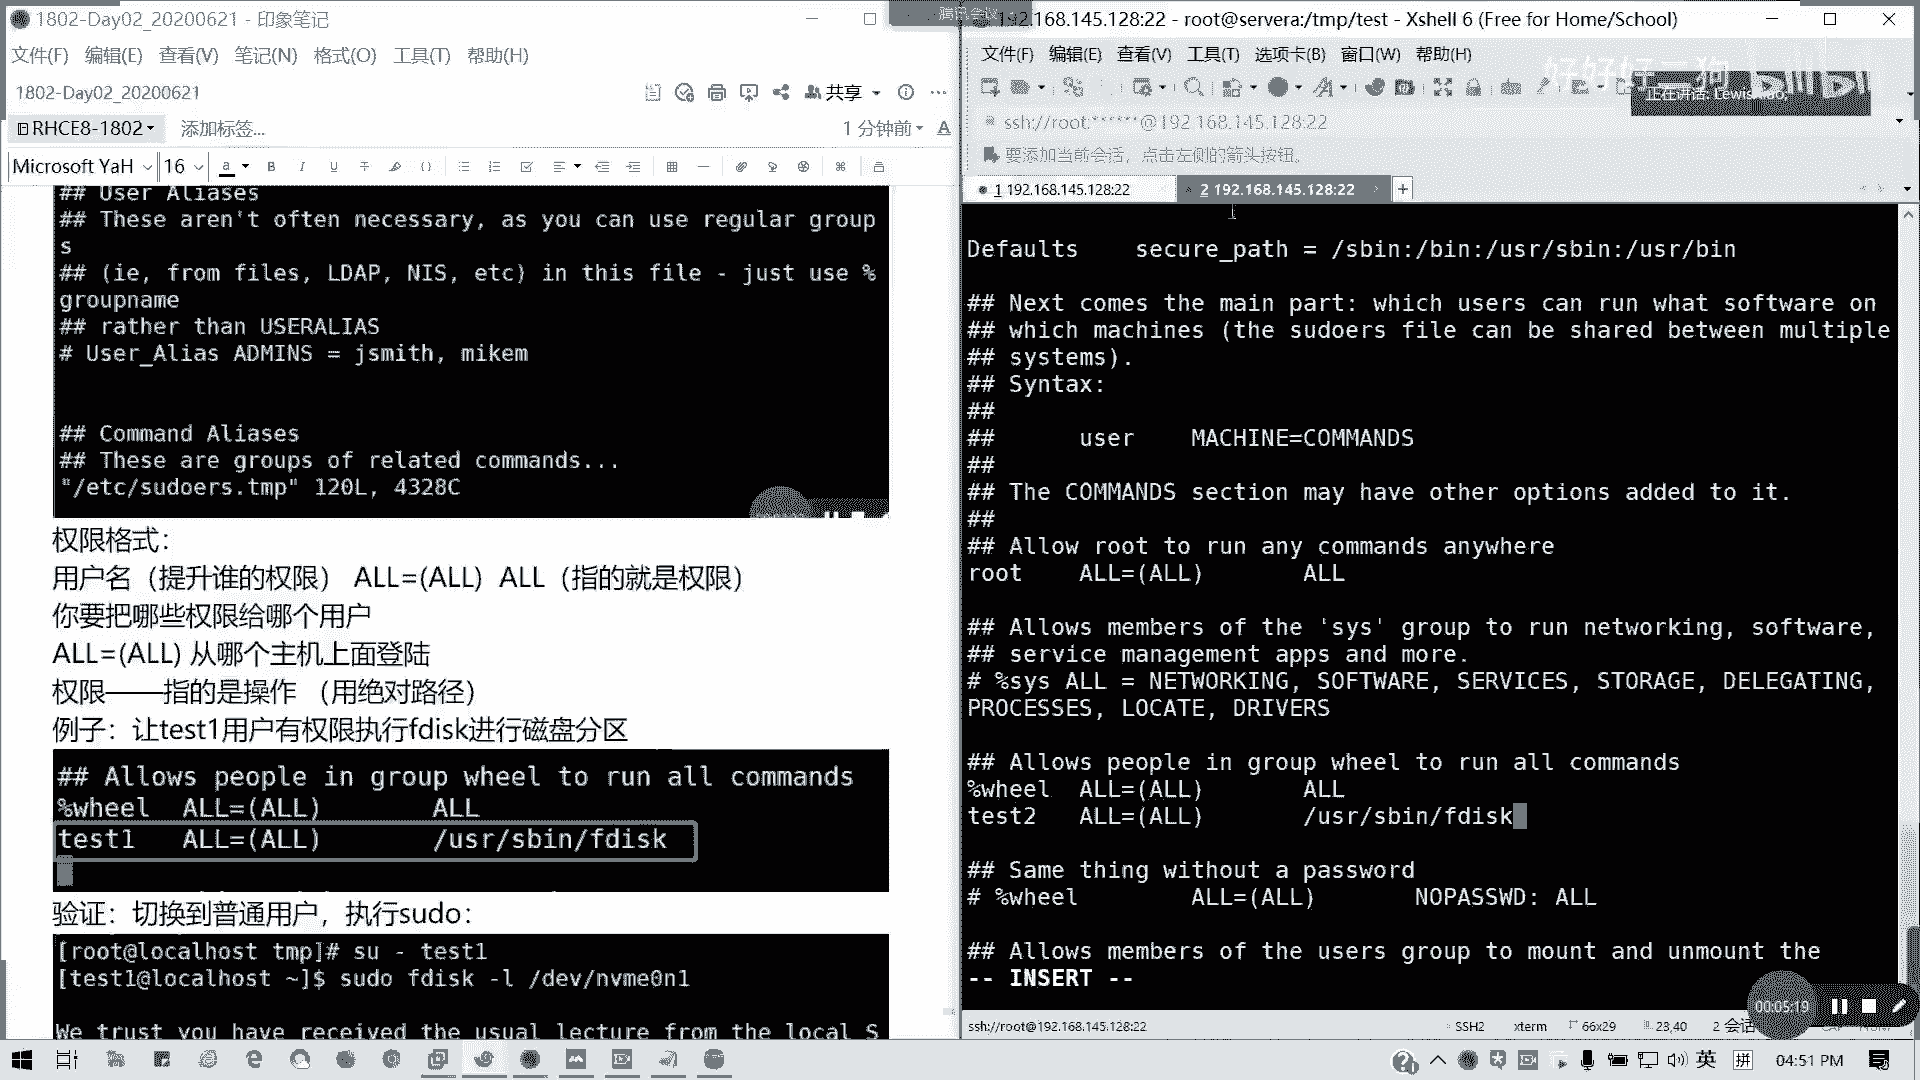 1802-Day02_20200621 - 印象笔记
文件(F) 编辑(E) 查看(V) 笔记(N) 格式(O) 工具(T) 帮助(H)
1802-Day02_20200621
共享
RHCE8-1802
添加标签...
1 分钟前
Microsoft YaH 16
## User Aliases
## These aren't often necessary, as you can use regular group
s
## (ie, from files, LDAP, NIS, etc) in this file - just use %
groupname
## rather than USERALIAS
# User_Alias ADMINS = jsmith, mikem
## Command Aliases
## These are groups of related commands...
"/etc/sudoers.tmp" 120L, 4328C
权限格式：
用户名（提升谁的权限） ALL=(ALL) ALL（指的就是权限）
你要把哪些权限给哪个用户
ALL=(ALL) 从哪个主机上面登陆
权限——指的是操作 （用绝对路径）
例子：让test1用户有权限执行fdisk进行磁盘分区
## Allows people in group wheel to run all commands
%wheel ALL=(ALL) ALL
test1 ALL=(ALL) /usr/sbin/fdisk
验证：切换到普通用户，执行sudo：
[root@localhost tmp]# su - test1
[test1@localhost ~]$ sudo fdisk -l /dev/nvme0n1
We trust you have received the usual lecture from the local S
腾讯会议
192.168.145.128:22 - root@servera:/tmp/test - Xshell 6 (Free for Home/School)
文件(F) 编辑(E) 查看(V) 工具(T) 选项卡(B) 窗口(W) 帮助(H)
好好好二狗 bilibili
正在讲话:
ssh://root:******@192.168.145.128:22
要添加当前会话，点击左侧的箭头按钮。
1 192.168.145.128:22
2 192.168.145.128:22
Defaults secure_path = /sbin:/bin:/usr/sbin:/usr/bin
## Next comes the main part: which users can run what software on
## which machines (the sudoers file can be shared between multiple
## systems).
## Syntax:
##
## user MACHINE=COMMANDS
##
## The COMMANDS section may have other options added to it.
##
## Allow root to run any commands anywhere
root ALL=(ALL) ALL
## Allows members of the 'sys' group to run networking, software,
## service management apps and more.
# %sys ALL = NETWORKING, SOFTWARE, SERVICES, STORAGE, DELEGATING,
PROCESSES, LOCATE, DRIVERS
## Allows people in group wheel to run all commands
%wheel ALL=(ALL) ALL
test2 ALL=(ALL) /usr/sbin/fdisk
## Same thing without a password
# %wheel ALL=(ALL) NOPASSWD: ALL
## Allows members of the users group to mount and unmount the
-- INSERT --
00:05:19
ssh://root@192.168.145.128:22
SSH2 xterm 66x29 23,40 2 会话
英 拼 04:51 PM